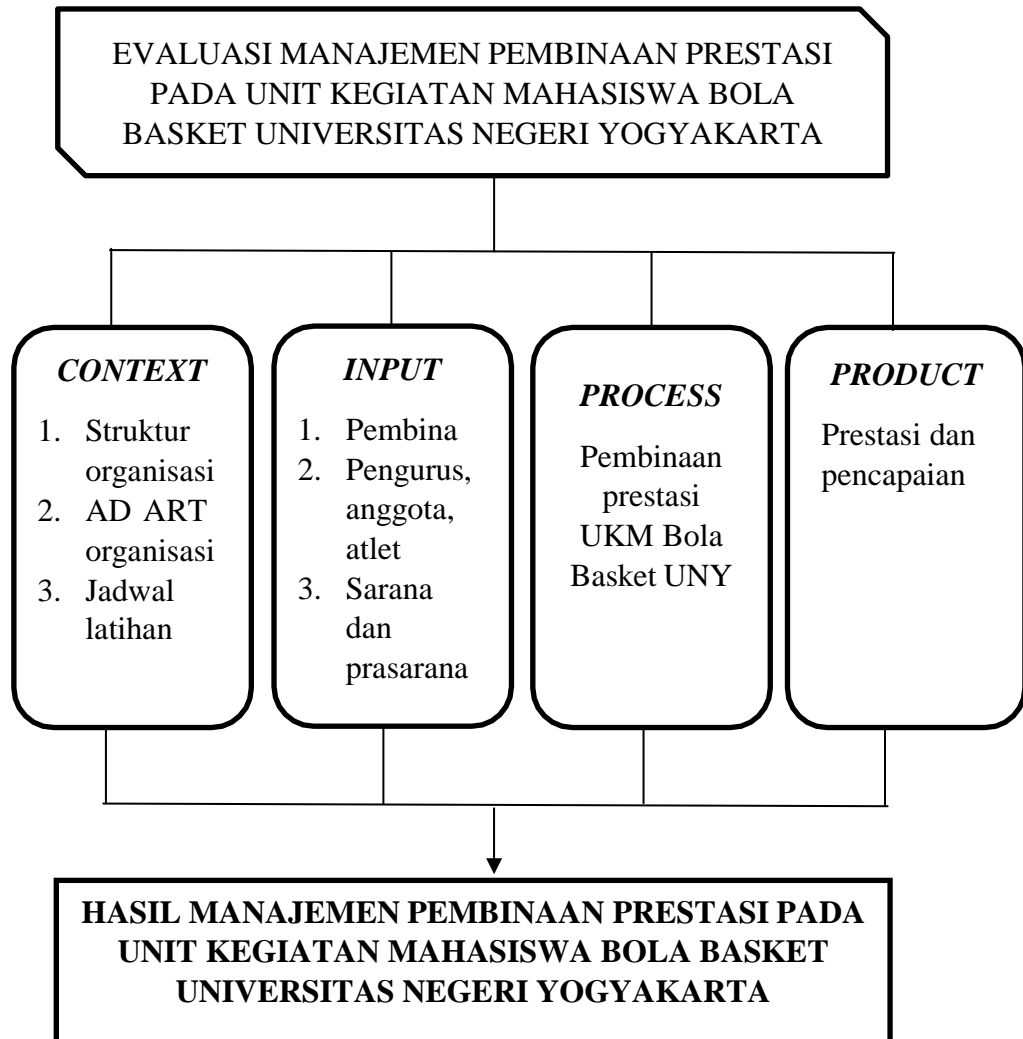 EVALUASI MANAJEMEN PEMBINAAN PRESTASI
PADA UNIT KEGIATAN MAHASISWA BOLA
BASKET UNIVERSITAS NEGERI YOGYAKARTA
CONTEXT
1. Struktur
organisasi
2. AD ART
organisasi
3. Jadwal
latihan
INPUT
1. Pembina
2. Pengurus,
anggota,
atlet
3. Sarana
dan
prasarana
PROCESS
Pembinaan
prestasi
UKM Bola
Basket UNY
PRODUCT
Prestasi dan
pencapaian
HASIL MANAJEMEN PEMBINAAN PRESTASI PADA
UNIT KEGIATAN MAHASISWA BOLA BASKET
UNIVERSITAS NEGERI YOGYAKARTA